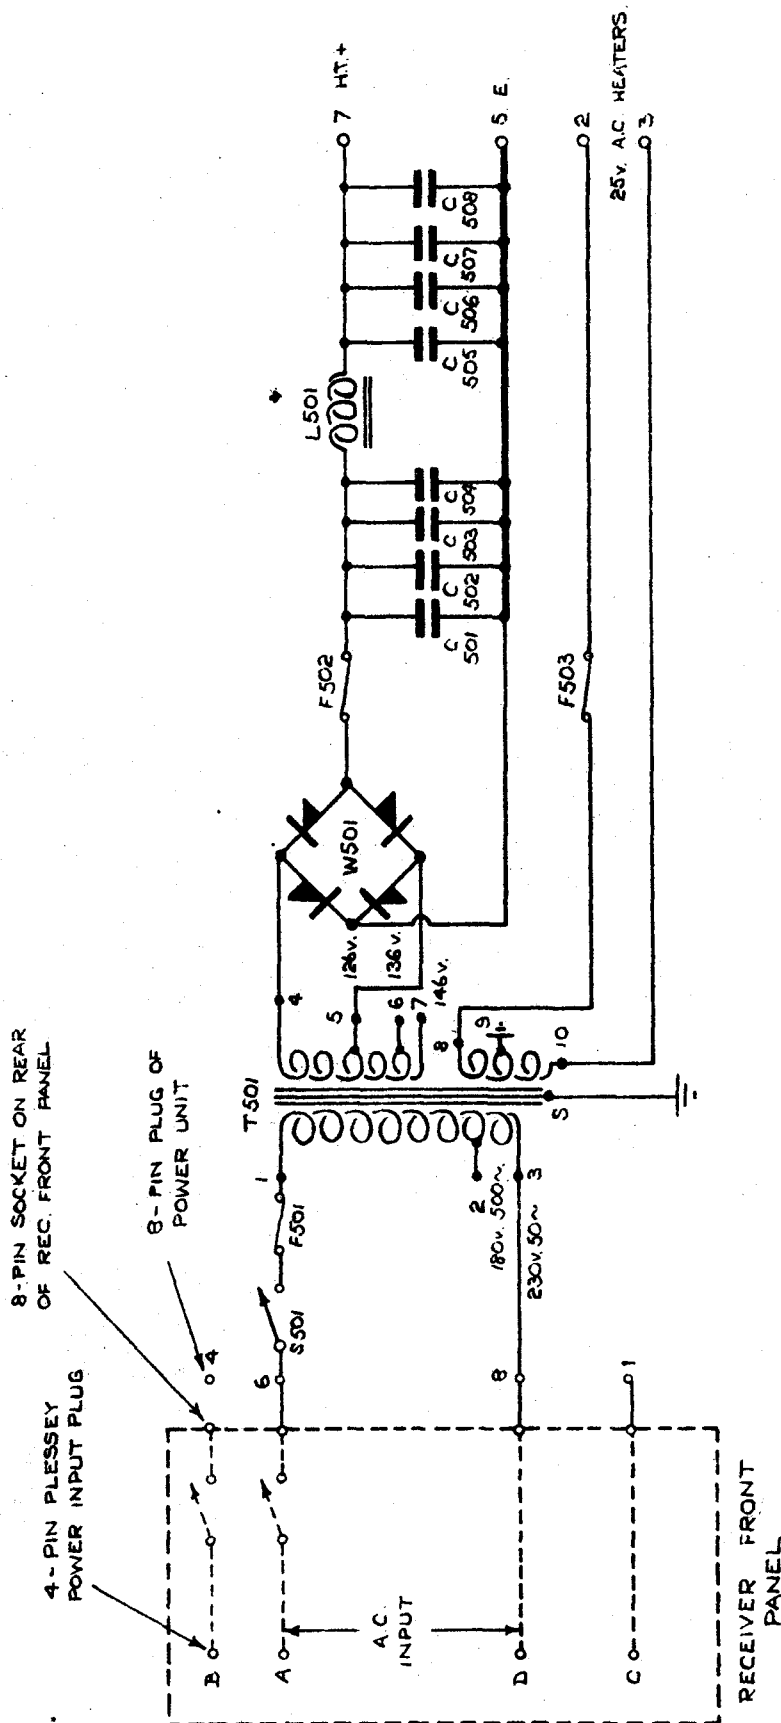 4-PIN PLESSEY
POWER INPUT PLUG
8-PIN SOCKET ON REAR
OF REC. FRONT PANEL
8-PIN PLUG OF
POWER UNIT
B
4
A
6
S501
F501
1
A.C.
INPUT
D
8
2
180v. 500~.
3
230v. 50~
C
1
RECEIVER FRONT
PANEL
T501
4
5
126v.
6
136v.
7
146v.
8
9
10
S
W501
F502
F503
C
501
C
502
C
503
C
504
L501
C
505
C
506
C
507
C
508
7 H.T.+
5 E.
2
25v. A.C. HEATERS.
3